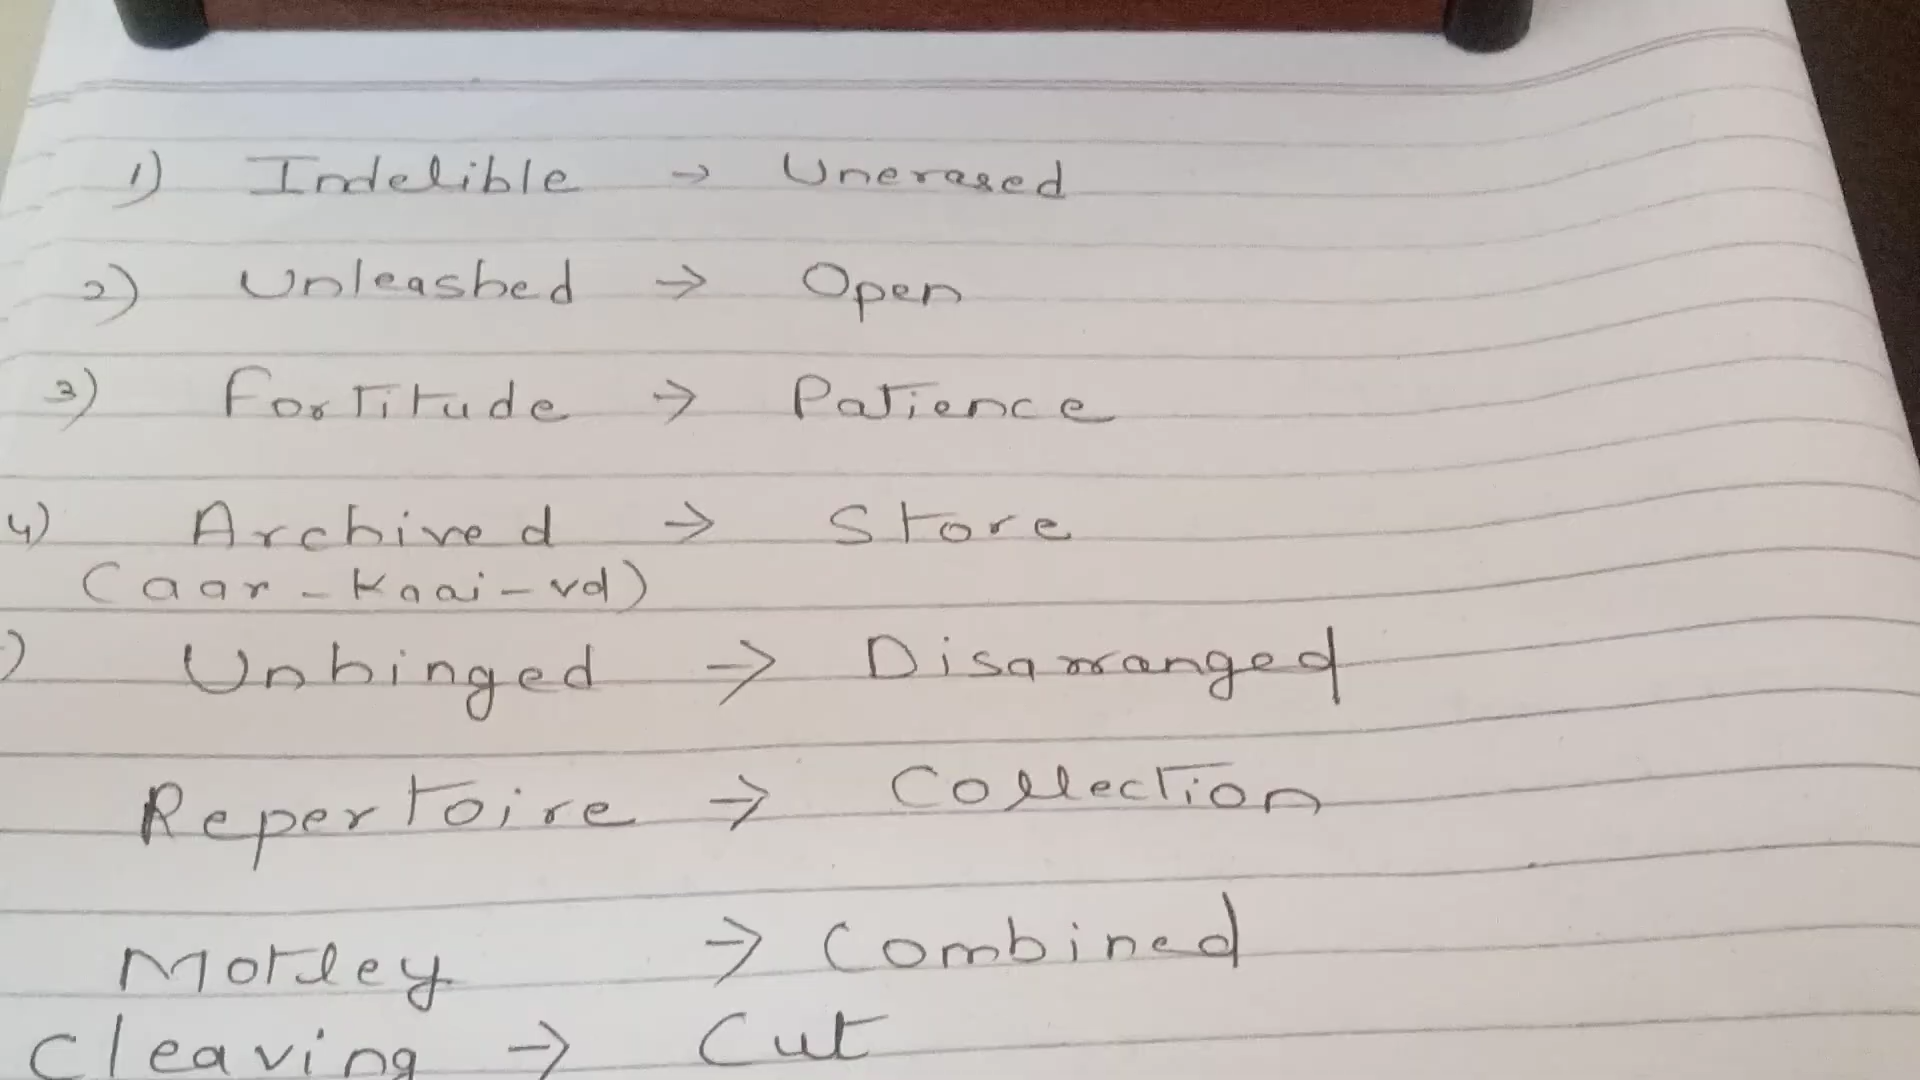 1) Indelible → Unerased
2) Unleashed → Open
3) Fortitude → Patience
4) Archived → Store
(aar-Kaai-vd)
) Unhinged → Disarranged
Repertoire → Collection
Motley → Combined
Cleaving → Cut